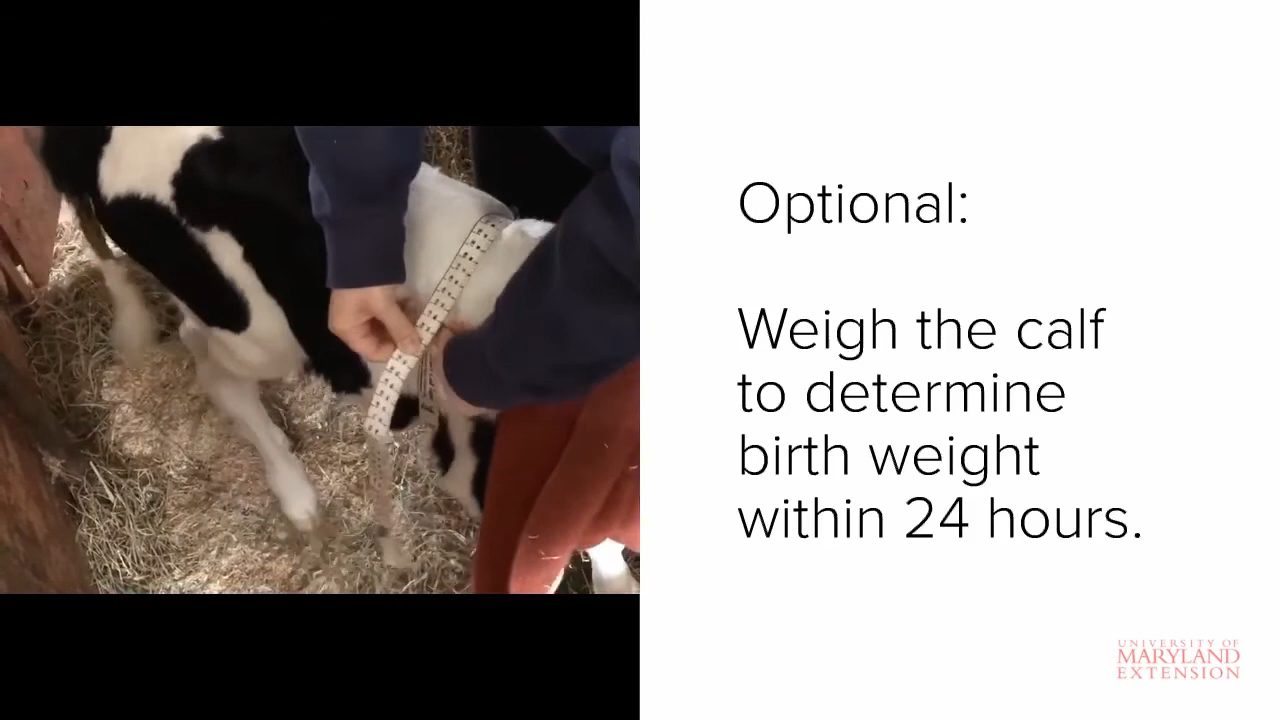 Optional:
Weigh the calf
to determine
birth weight
within 24 hours.
UNIVERSITY OF
MARYLAND
EXTENSION